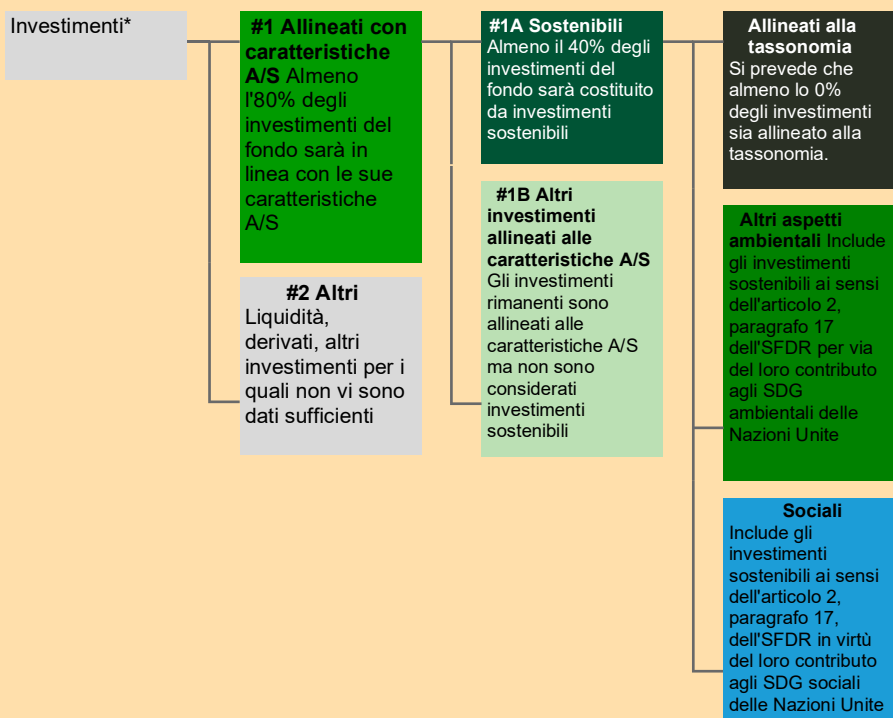 Investimenti*
#1 Allineati con
caratteristiche
A/S Almeno
l'80% degli
investimenti del
fondo sarà in
linea con le sue
caratteristiche
A/S
#2 Altri
Liquidità,
derivati, altri
investimenti per i
quali non vi sono
dati sufficienti
#1A Sostenibili
Almeno il 40% degli
investimenti del
fondo sarà costituito
da investimenti
sostenibili
#1B Altri
investimenti
allineati alle
caratteristiche A/S
Gli investimenti
rimanenti sono
allineati alle
caratteristiche A/S
ma non sono
considerati
investimenti
sostenibili
Allineati alla
tassonomia
Si prevede che
almeno lo 0%
degli investimenti
sia allineato alla
tassonomia.
Altri aspetti
ambientali Include
gli investimenti
sostenibili ai sensi
dell'articolo 2,
paragrafo 17
dell'SFDR per via
del loro contributo
agli SDG
ambientali delle
Nazioni Unite
Sociali
Include gli
investimenti
sostenibili ai sensi
dell'articolo 2,
paragrafo 17,
dell'SFDR in virtù
del loro contributo
agli SDG sociali
delle Nazioni Unite